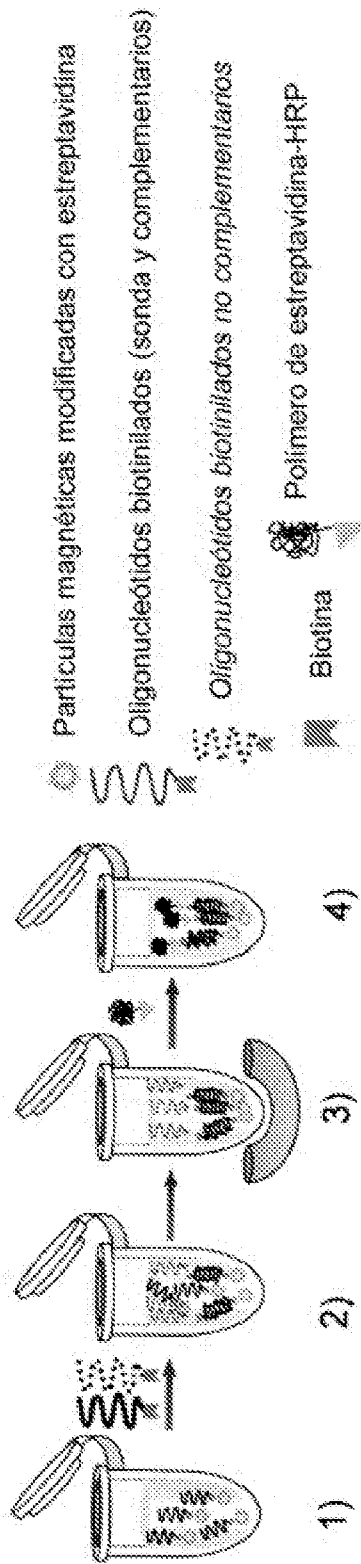 Partículas magnéticas modificadas con estreptavidina
Oligonucleótidos biotinilados (sonda y complementarios)
Oligonucleótidos biotinilados no complementarios
Biotina
Polímero de estreptavidina-HRP
1)
2)
3)
4)